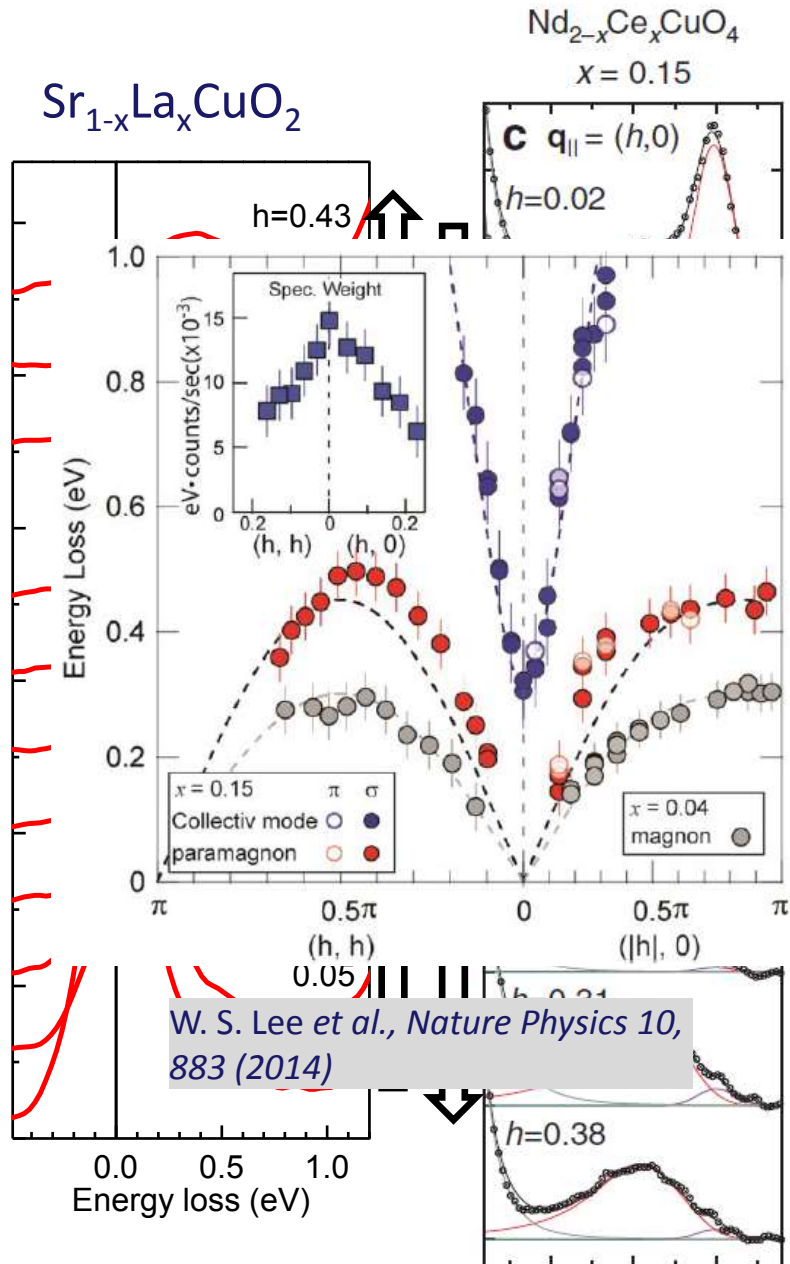 Nd2−xCexCuO4
x = 0.15
Sr1-xLaxCuO2
c q|| = (h,0)
h=0.02
h=0.43
1.0
0.8
0.6
0.4
0.2
0
Energy Loss (eV)
Spec. Weight
eV·counts/sec(x10⁻³)
15
10
5
0
0.2 0 0.2
(h, h) (h, 0)
x = 0.15 π σ
Collectiv mode
paramagnon
x = 0.04
magnon
π 0.5π 0 0.5π π
(h, h) (|h|, 0)
0.05
W. S. Lee et al., Nature Physics 10,
883 (2014)
h=0.38
0.0 0.5 1.0
Energy loss (eV)